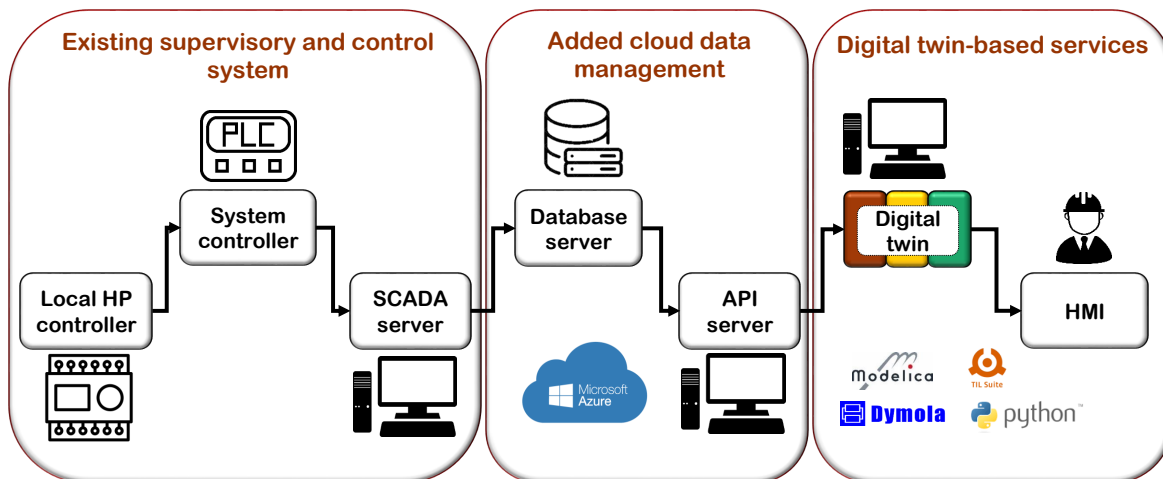 Existing supervisory and control
system
Added cloud data
management
Digital twin-based services
PLC
System
controller
Database
server
Digital
twin
Local HP
controller
SCADA
server
API
server
HMI
Microsoft
Azure
Modelica
TIL Suite
Dymola
python™